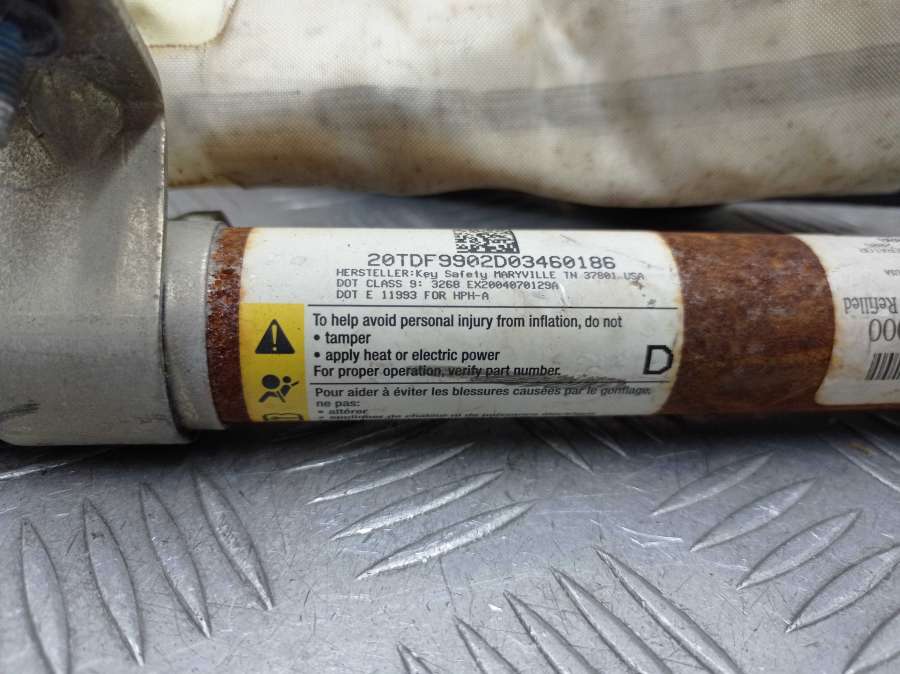 20TDF9902D03460186
HERSTELLER:Key Safety MARYVILLE TN 37801 USA
DOT CLASS 9: 3268 EX2004070129A
DOT E 11993 FOR HPH-A
To help avoid personal injury from inflation, do not
• tamper
• apply heat or electric power
For proper operation, verify part number.
D
Pour aider à éviter les blessures causées par le gonflage,
ne pas:
• altérer
Refilled
000